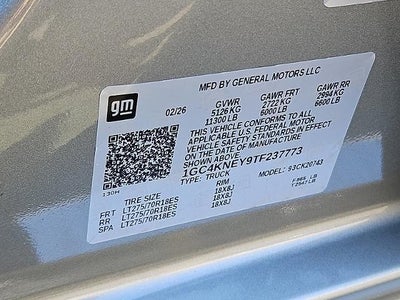 gm
MFD BY GENERAL MOTORS LLC
02/26 GVWR GAWR FRT GAWR RR
5126 KG 2722 KG 2994 KG
11300 LB 6000 LB 6600 LB
THIS VEHICLE CONFORMS TO ALL
APPLICABLE U.S. FEDERAL MOTOR
VEHICLE SAFETY STANDARDS IN EFFECT
ON THE DATE OF MANUFACTURE
SHOWN ABOVE.
1GC4KNEY9TF237773
TYPE: TRUCK 93CK20743
130H
TIRE SIZE RIM
FRT LT275/70R18ES 18X8J
RR LT275/70R18ES 18X8J
SPA LT275/70R18ES 18X8J
T 2547 LB